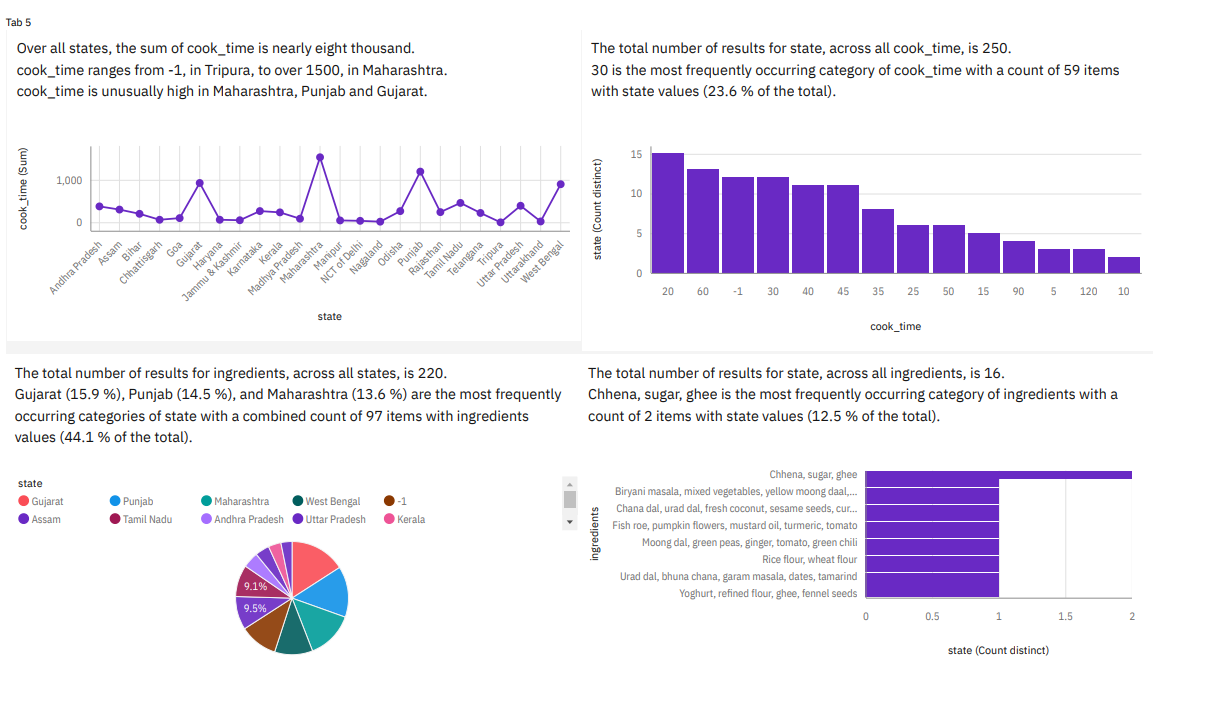 Tab 5
Over all states, the sum of cook_time is nearly eight thousand.
cook_time ranges from -1, in Tripura, to over 1500, in Maharashtra.
cook_time is unusually high in Maharashtra, Punjab and Gujarat.
cook_time (Sum)
1,000
0
Andhra Pradesh
Assam
Bihar
Chhattisgarh
Goa
Gujarat
Haryana
Jammu & Kashmir
Karnataka
Kerala
Madhya Pradesh
Maharashtra
Manipur
NCT of Delhi
Nagaland
Odisha
Punjab
Rajasthan
Tamil Nadu
Telangana
Tripura
Uttar Pradesh
Uttarakhand
West Bengal
state
The total number of results for state, across all cook_time, is 250.
30 is the most frequently occurring category of cook_time with a count of 59 items
with state values (23.6 % of the total).
state (Count distinct)
15
10
5
0
20 60 -1 30 40 45 35 25 50 15 90 5 120 10
cook_time
The total number of results for ingredients, across all states, is 220.
Gujarat (15.9 %), Punjab (14.5 %), and Maharashtra (13.6 %) are the most frequently
occurring categories of state with a combined count of 97 items with ingredients
values (44.1 % of the total).
state
Gujarat Punjab Maharashtra West Bengal -1
Assam Tamil Nadu Andhra Pradesh Uttar Pradesh Kerala
9.1%
9.5%
The total number of results for state, across all ingredients, is 16.
Chhena, sugar, ghee is the most frequently occurring category of ingredients with a
count of 2 items with state values (12.5 % of the total).
ingredients
Chhena, sugar, ghee
Biryani masala, mixed vegetables, yellow moong daal,...
Chana dal, urad dal, fresh coconut, sesame seeds, cur...
Fish roe, pumpkin flowers, mustard oil, turmeric, tomato
Moong dal, green peas, ginger, tomato, green chili
Rice flour, wheat flour
Urad dal, bhuna chana, garam masala, dates, tamarind
Yoghurt, refined flour, ghee, fennel seeds
0 0.5 1 1.5 2
state (Count distinct)